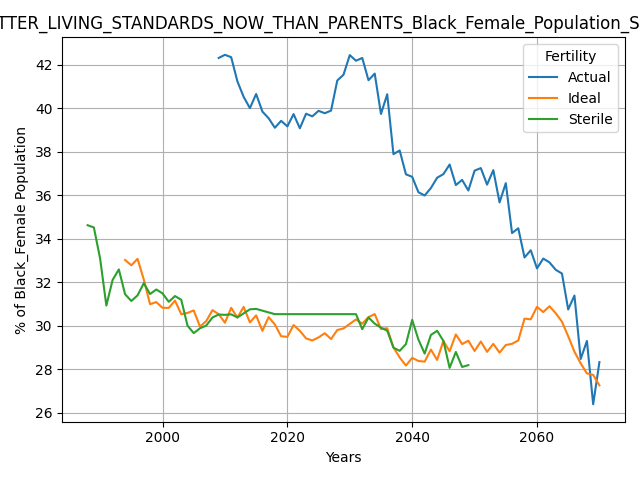 TTER_LIVING_STANDARDS_NOW_THAN_PARENTS_Black_Female_Population_S
Fertility
Actual
Ideal
Sterile
% of Black_Female Population
42
40
38
36
34
32
30
28
26
2000
2020
2040
2060
Years